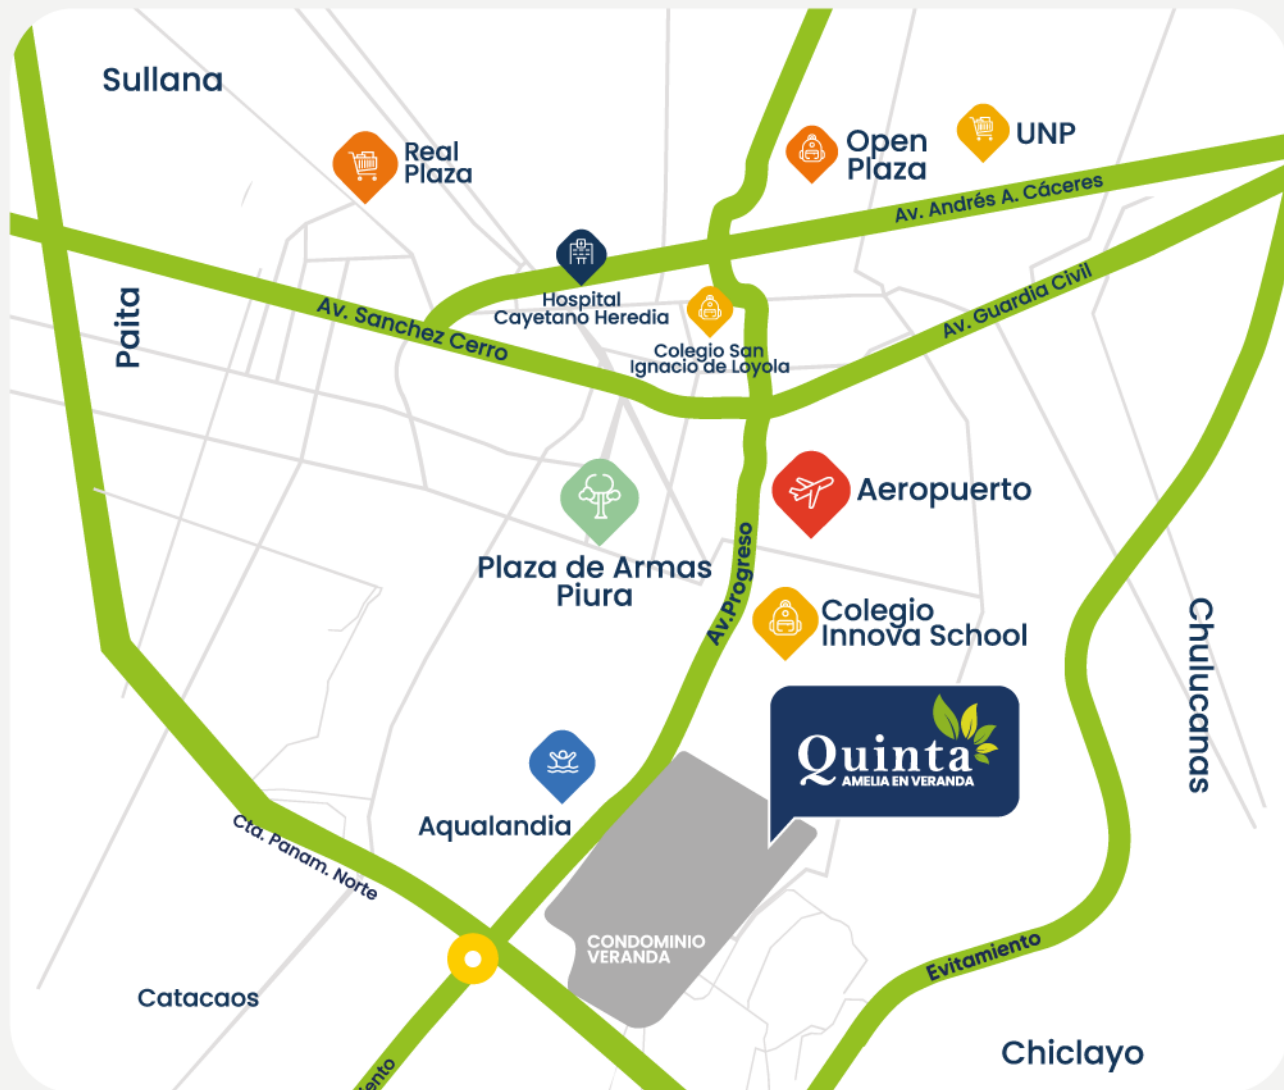 Sullana
Real
Plaza
Open
Plaza
UNP
Av. Andrés A. Cáceres
Hospital
Cayetano Heredia
Paita
Av. Sanchez Cerro
Av. Guardia Civil
Colegio San
Ignacio de Loyola
Aeropuerto
Plaza de Armas
Piura
Av.Progreso
Colegio
Innova School
Chulucanas
Quinta
AMELIA EN VERANDA
Aqualandia
Cta. Panam. Norte
CONDOMINIO
VERANDA
Evitamiento
Catacaos
Chiclayo